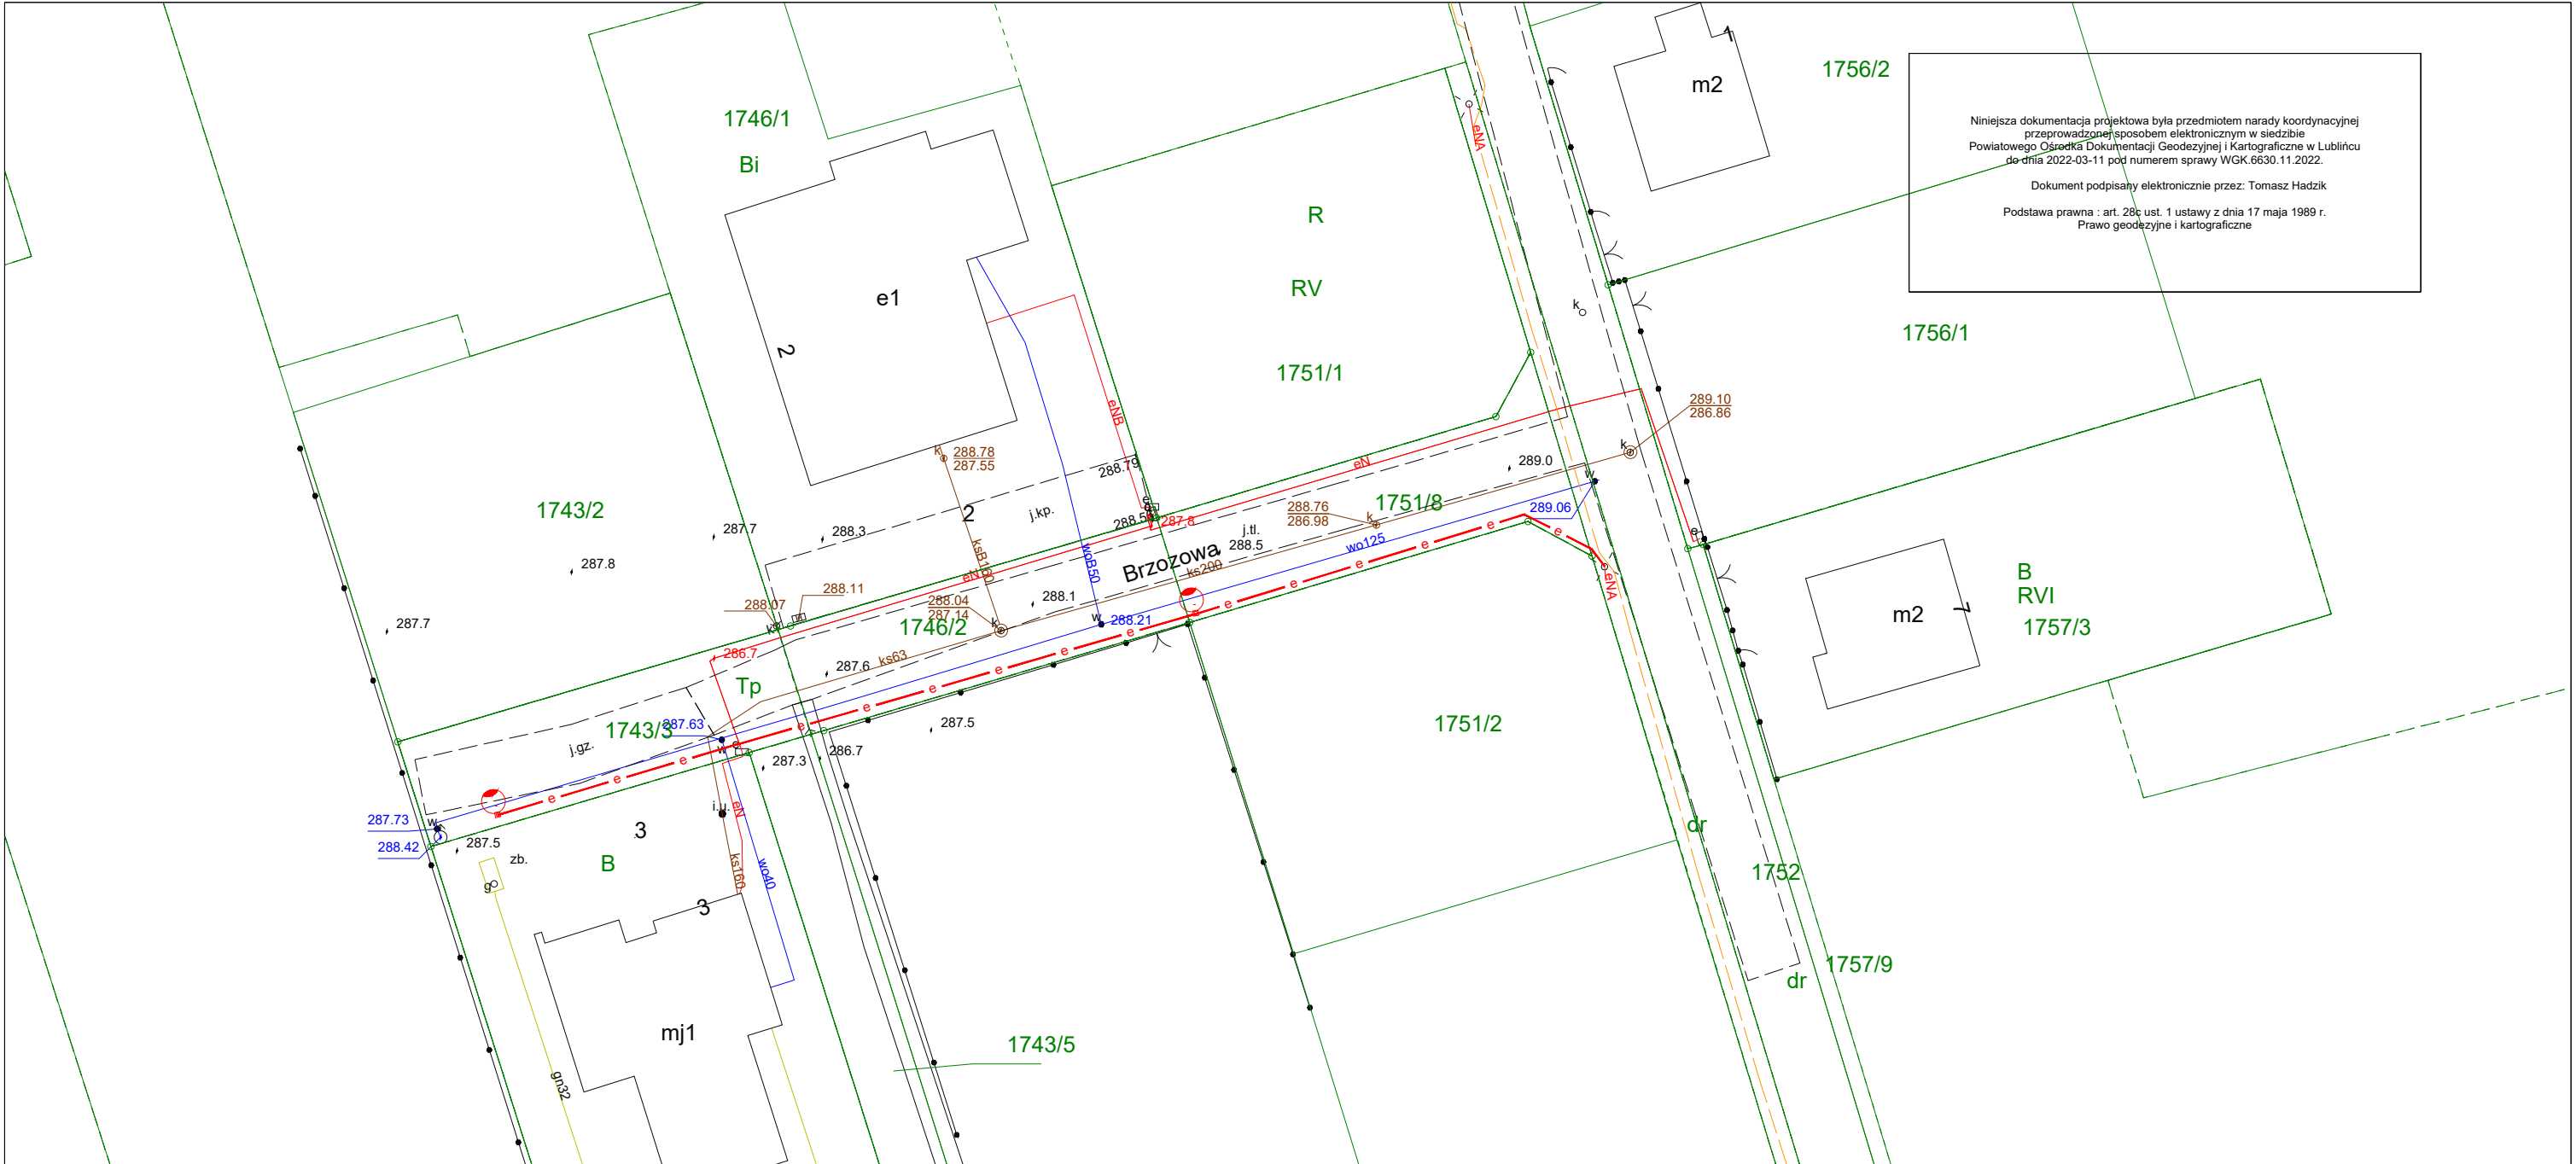 1
m2
1756/2
Niniejsza dokumentacja projektowa była przedmiotem narady koordynacyjnej
przeprowadzonej sposobem elektronicznym w siedzibie
Powiatowego Ośrodka Dokumentacji Geodezyjnej i Kartograficzne w Lublińcu
do dnia 2022-03-11 pod numerem sprawy WGK.6630.11.2022.
Dokument podpisany elektronicznie przez: Tomasz Hadzik
Podstawa prawna : art. 28c ust. 1 ustawy z dnia 17 maja 1989 r.
Prawo geodezyjne i kartograficzne
1746/1
Bi
eNA
R
RV
e1
k
1756/1
2
1751/1
eNB
289.10
286.86
k
k
288.78
287.55
288.79
eN
289.0
w
1743/2
2
j.kp.
e
287.8
288.76
286.98
k
1751/8
289.06
287.7
288.3
j.tl.
288.5
e
287.8
ksB160
woB50
Brzozowa
wo125
ks200
eN
eNA
B
RVI
1757/3
m2
7
288.07
288.11
288.04
287.14
288.1
k
k
w
288.21
1746/2
287.7
286.7
287.6
ks63
Tp
1743/3
287.63
w
e
j.gz.
287.3
286.7
287.5
1751/2
e e e e e e e e e e e e e
i.u.
eN
287.73
w
288.42
287.5
3
zb.
B
g
ks160
wo40
3
dr
1752
dr
1757/9
mj1
1743/5
gn32